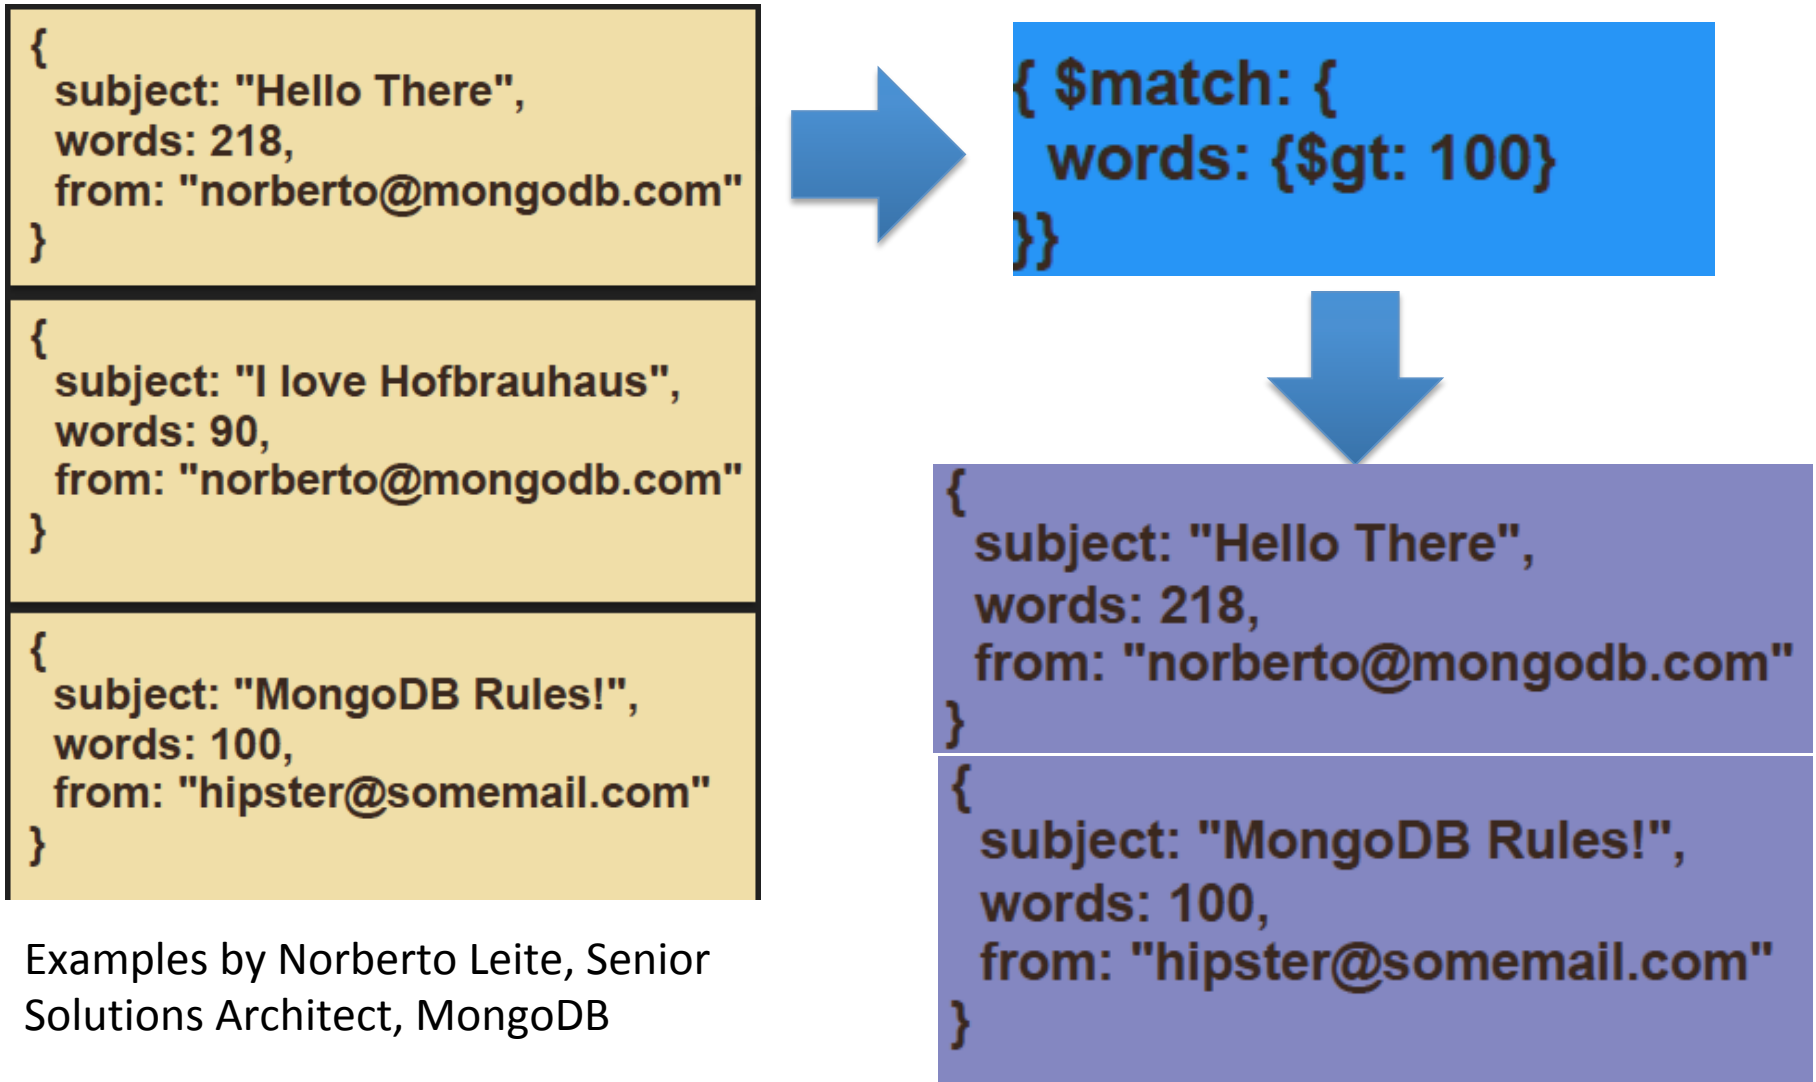 {
subject: "Hello There",
words: 218,
from: "norberto@mongodb.com"
}
{
subject: "I love Hofbrauhaus",
words: 90,
from: "norberto@mongodb.com"
}
{
subject: "MongoDB Rules!",
words: 100,
from: "hipster@somemail.com"
}
Examples by Norberto Leite, Senior
Solutions Architect, MongoDB
{ $match: {
words: {$gt: 100}
}}
{
subject: "Hello There",
words: 218,
from: "norberto@mongodb.com"
}
{
subject: "MongoDB Rules!",
words: 100,
from: "hipster@somemail.com"
}